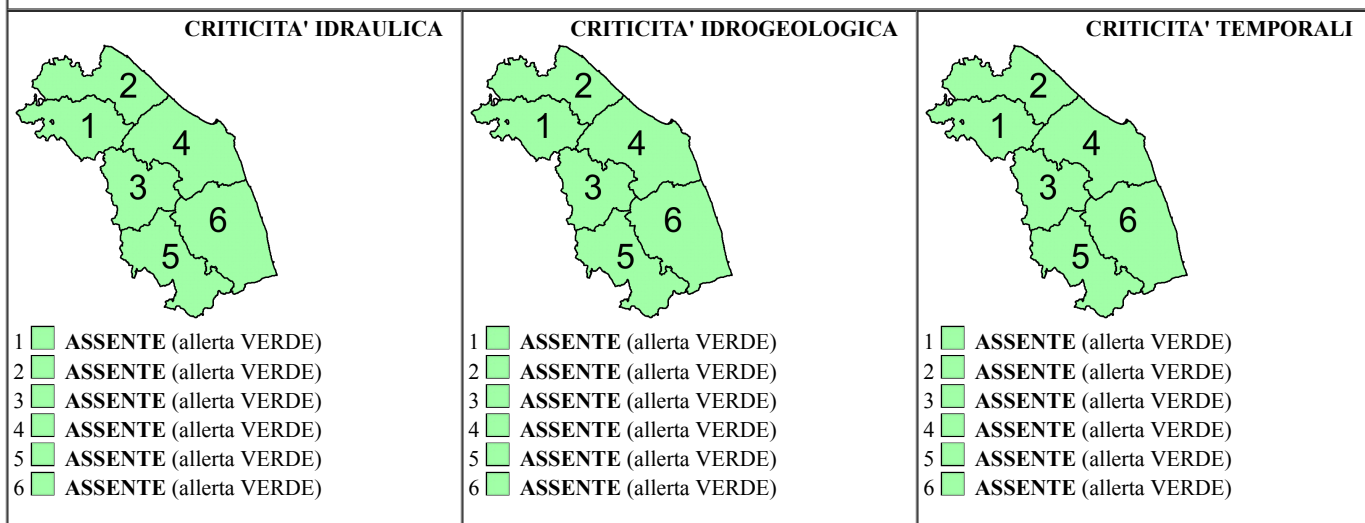 CRITICITA' IDRAULICA
2
1
4
3
6
5
1 ASSENTE (allerta VERDE)
2 ASSENTE (allerta VERDE)
3 ASSENTE (allerta VERDE)
4 ASSENTE (allerta VERDE)
5 ASSENTE (allerta VERDE)
6 ASSENTE (allerta VERDE)
CRITICITA' IDROGEOLOGICA
2
1
4
3
6
5
1 ASSENTE (allerta VERDE)
2 ASSENTE (allerta VERDE)
3 ASSENTE (allerta VERDE)
4 ASSENTE (allerta VERDE)
5 ASSENTE (allerta VERDE)
6 ASSENTE (allerta VERDE)
CRITICITA' TEMPORALI
2
1
4
3
6
5
1 ASSENTE (allerta VERDE)
2 ASSENTE (allerta VERDE)
3 ASSENTE (allerta VERDE)
4 ASSENTE (allerta VERDE)
5 ASSENTE (allerta VERDE)
6 ASSENTE (allerta VERDE)